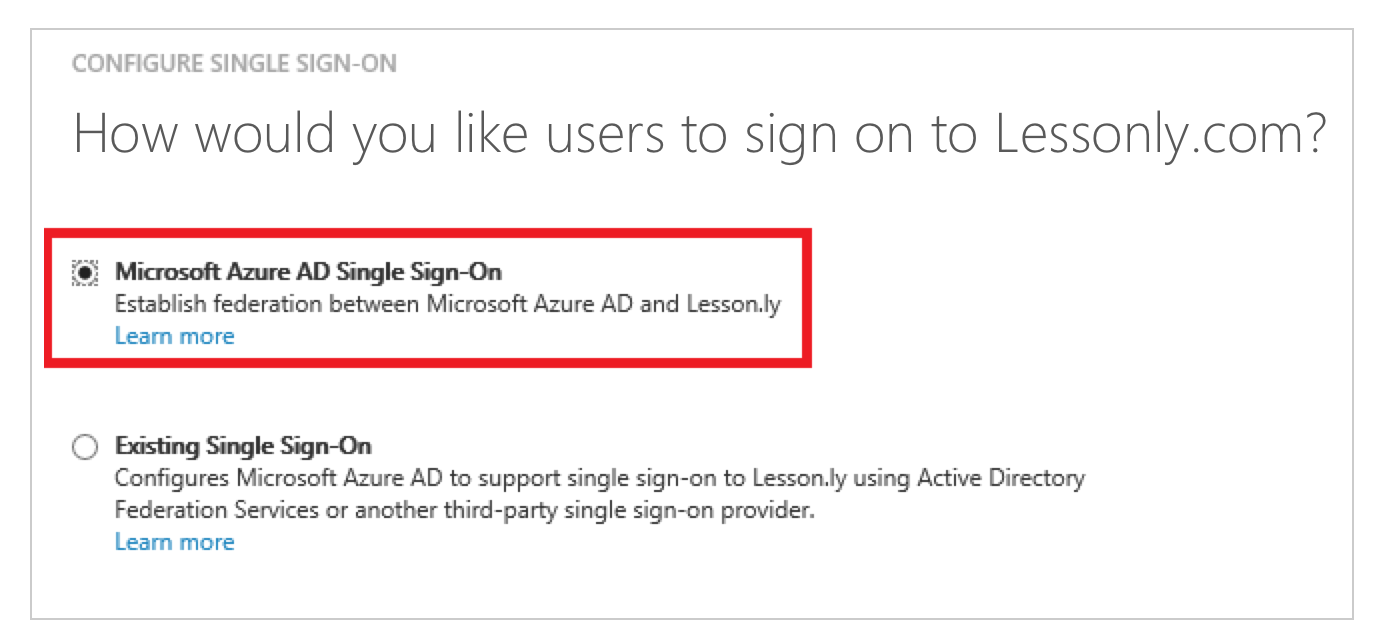 CONFIGURE SINGLE SIGN-ON
How would you like users to sign on to Lessonly.com?
Microsoft Azure AD Single Sign-On
Establish federation between Microsoft Azure AD and Lesson.ly
Learn more
Existing Single Sign-On
Configures Microsoft Azure AD to support single sign-on to Lesson.ly using Active Directory
Federation Services or another third-party single sign-on provider.
Learn more